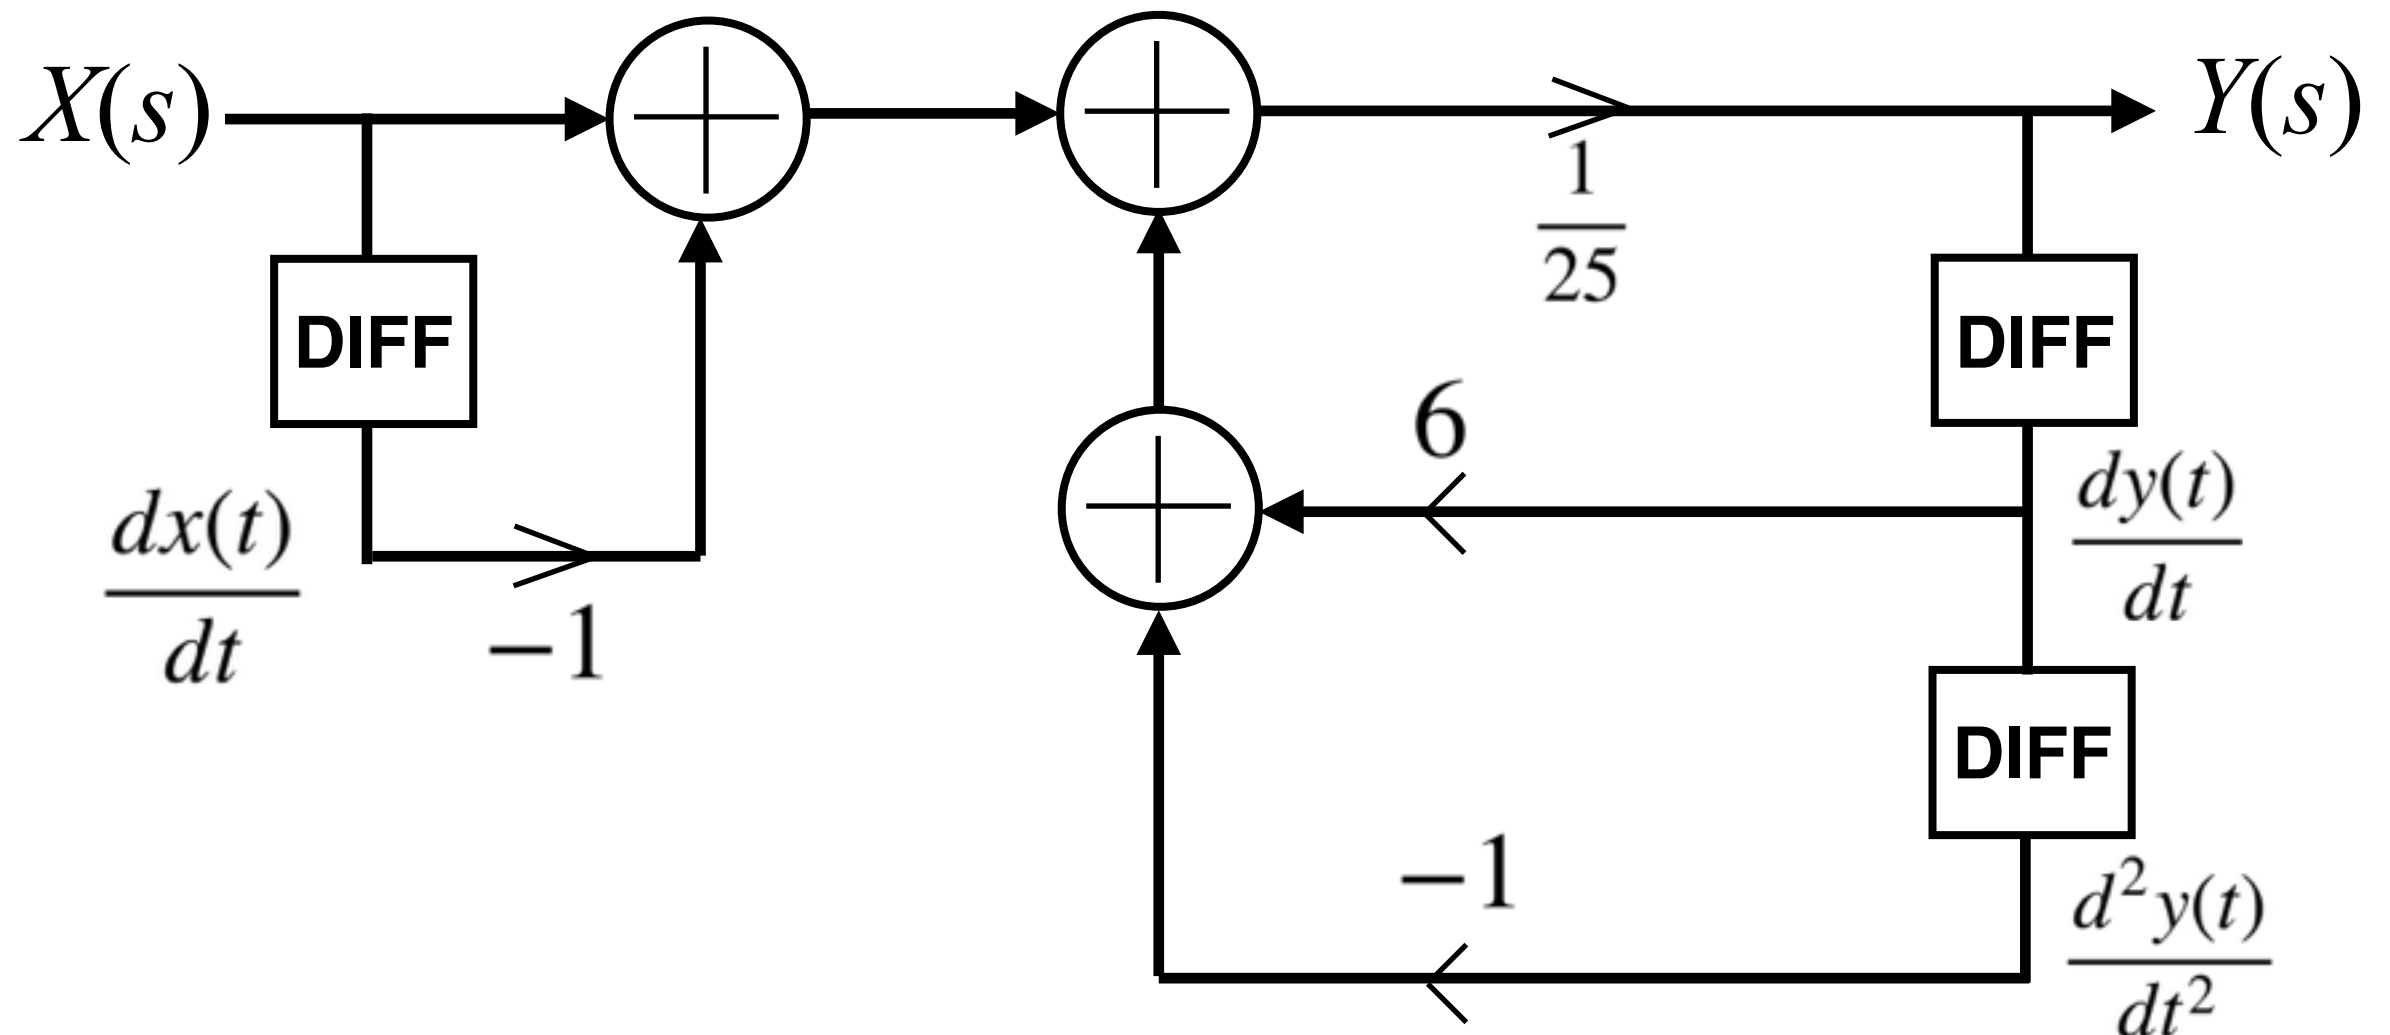 X(s)
Y(s)
1/25
DIFF
DIFF
6
dx(t)/dt
dy(t)/dt
−1
DIFF
−1
d²y(t)/dt²